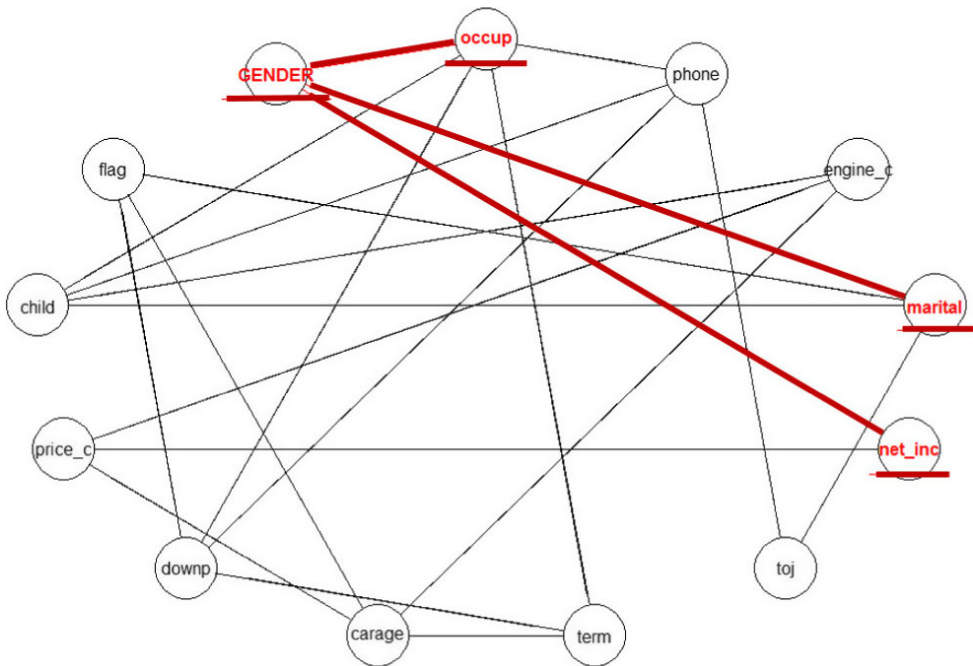 occup
GENDER
phone
flag
engine_c
child
marital
price_c
net_inc
downp
toj
carage
term